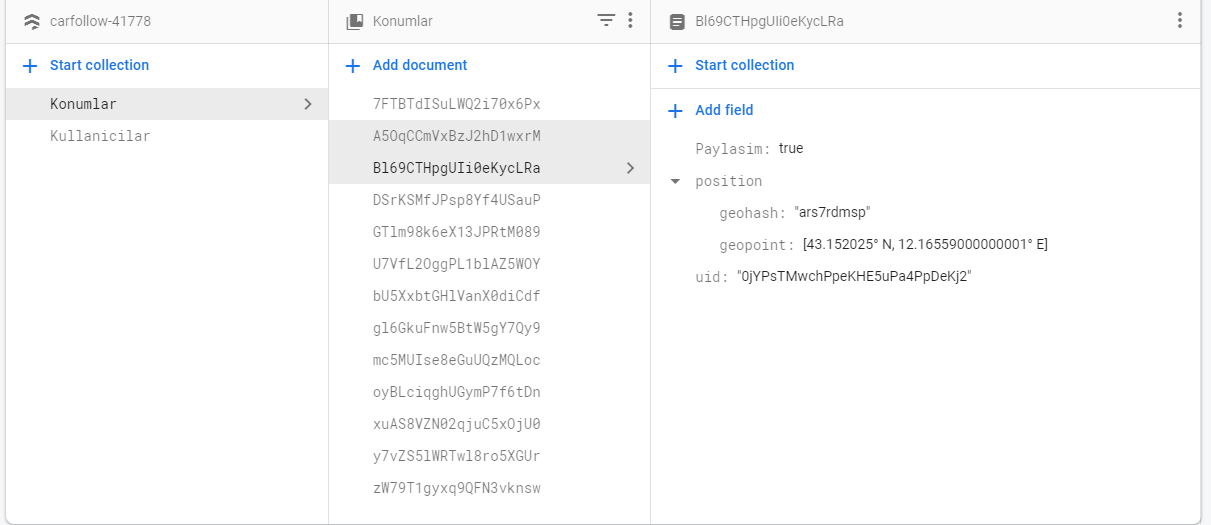 carfollow-41778
Start collection
Konumlar
Kullanicilar
Konumlar
Add document
7FTBTdISuLWQ2i70x6Px
A5OqCCmVxBzJ2hD1wxrM
Bl69CTHpgUIi0eKycLRa
DSrKSMfJPsp8Yf4USauP
GTlm98k6eX13JPRtM089
U7VfL2OggPL1blAZ5WOY
bU5XxbtGHlVanX0diCdf
gl6GkuFnw5BtW5gY7Qy9
mc5MUIse8eGuUQzMQLoc
oyBLciqghUGymP7f6tDn
xuAS8VZN02qjuC5xOjU0
y7vZS5lWRTwl8ro5XGUr
zW79T1gyxq9QFN3vknsw
Bl69CTHpgUIi0eKycLRa
Start collection
Add field
Paylasim: true
position
geohash: "ars7rdmsp"
geopoint: [43.152025° N, 12.16559000000001° E]
uid: "0jYPsTMwchPpeKHE5uPa4PpDeKj2"